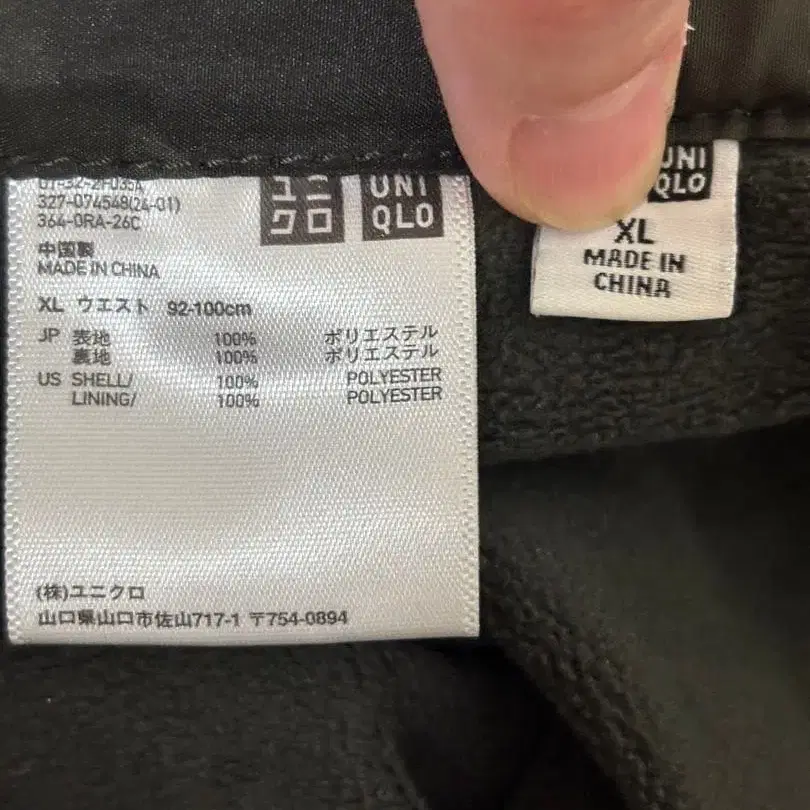 327-074548(24-01)
364-0RA-26C
中国製
MADE IN CHINA
XL ウエスト 92-100cm
JP 表地 100% ポリエステル
裏地 100% ポリエステル
US SHELL/ 100% POLYESTER
LINING/ 100% POLYESTER
(株)ユニクロ
山口県山口市佐山717-1 〒754-0894
ユニ
クロ
UNI
QLO
UNI
QLO
XL
MADE IN
CHINA